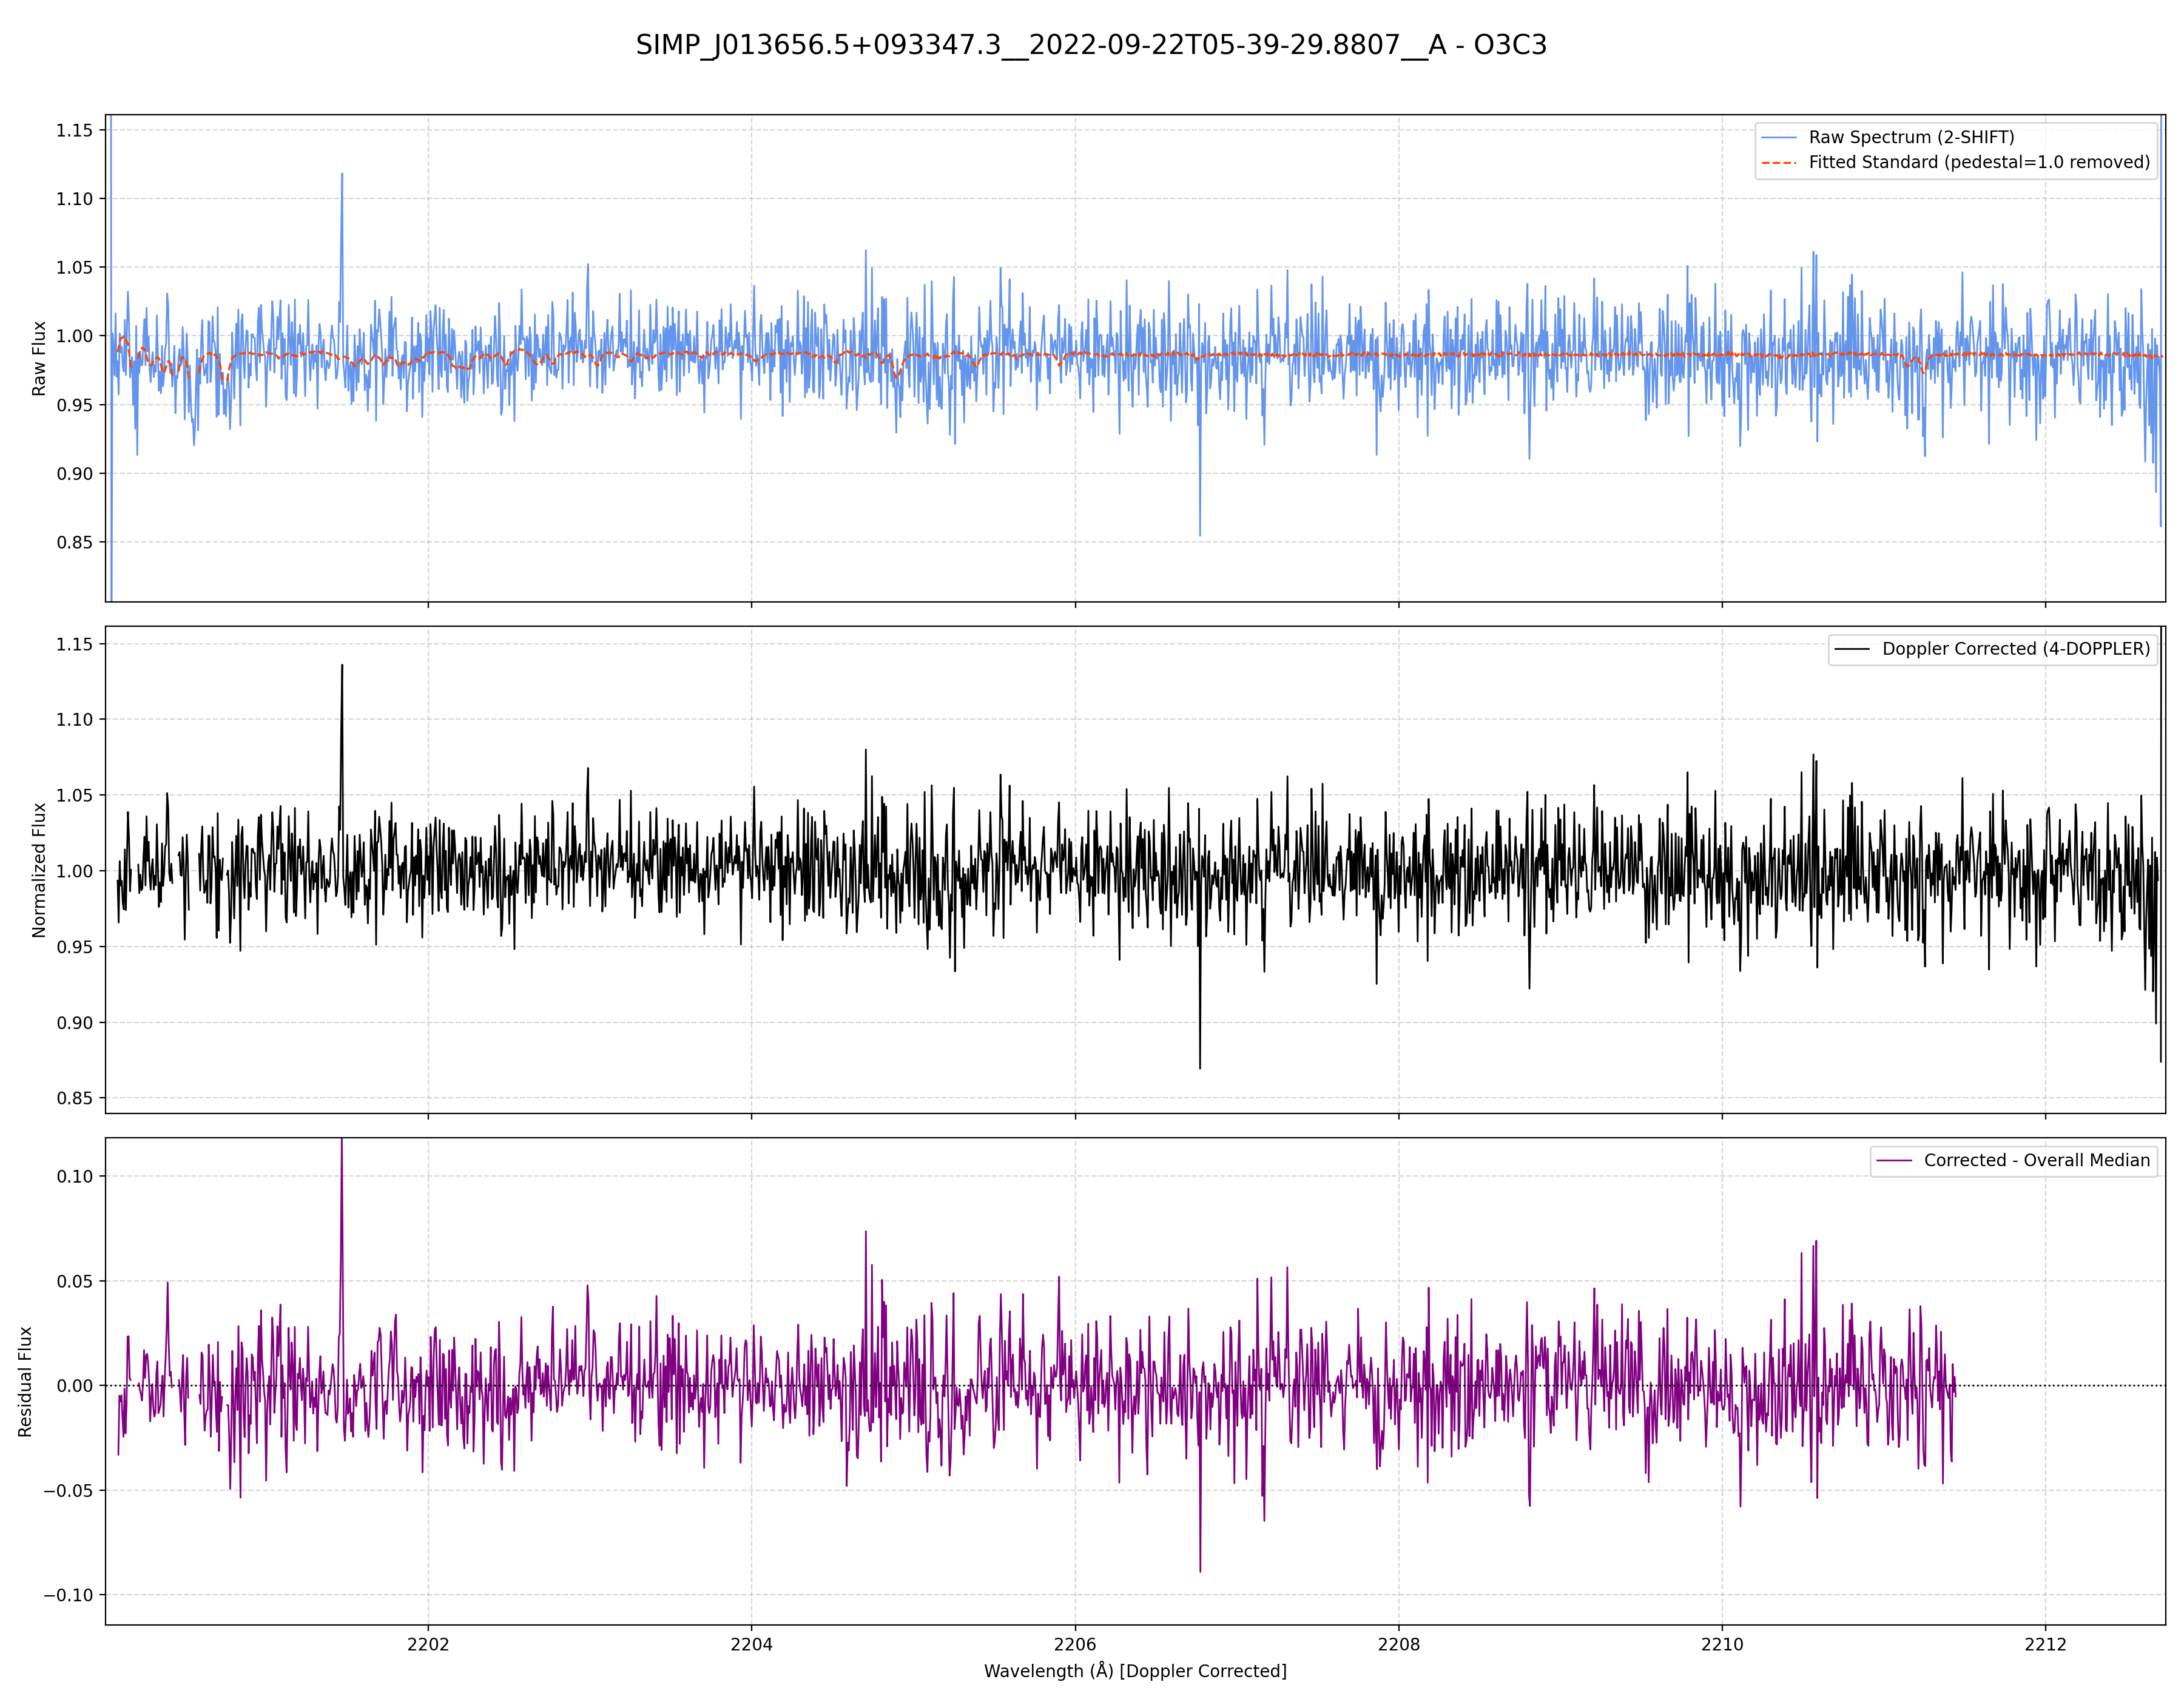 SIMP_J013656.5+093347.3__2022-09-22T05-39-29.8807__A - O3C3
1.15
1.10
1.05
1.00
0.95
0.90
0.85
Raw Flux
Raw Spectrum (2-SHIFT)
Fitted Standard (pedestal=1.0 removed)
1.15
1.10
1.05
1.00
0.95
0.90
0.85
Normalized Flux
Doppler Corrected (4-DOPPLER)
0.10
0.05
0.00
−0.05
−0.10
Residual Flux
Corrected - Overall Median
2202 2204 2206 2208 2210 2212
Wavelength (Å) [Doppler Corrected]